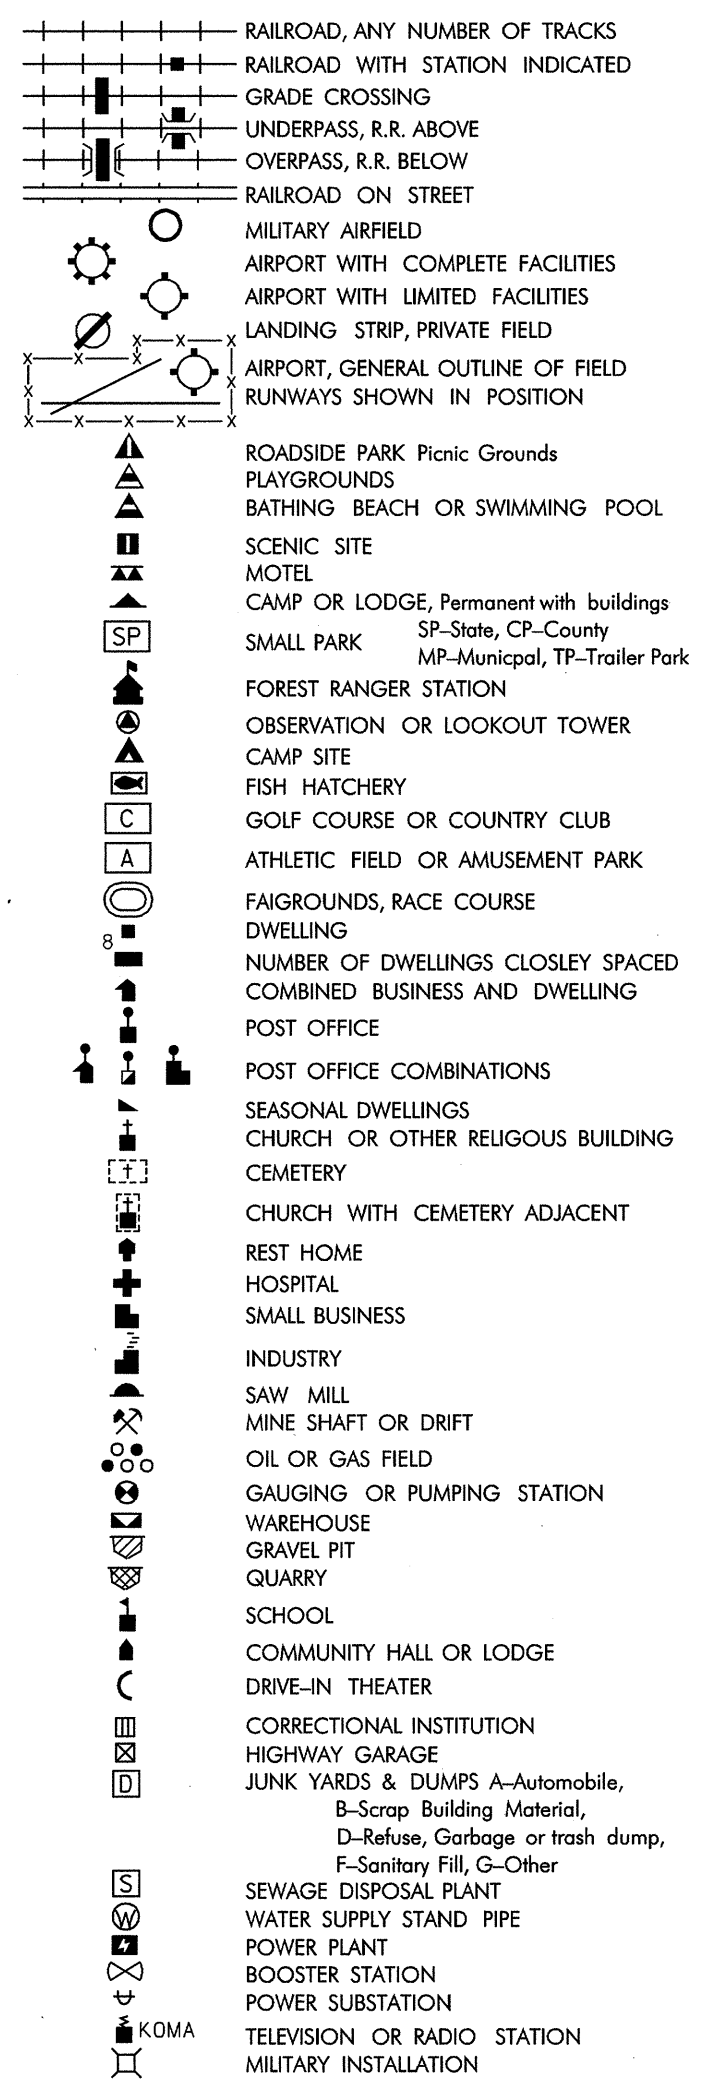 RAILROAD, ANY NUMBER OF TRACKS
RAILROAD WITH STATION INDICATED
GRADE CROSSING
UNDERPASS, R.R. ABOVE
OVERPASS, R.R. BELOW
RAILROAD ON STREET
MILITARY AIRFIELD
AIRPORT WITH COMPLETE FACILITIES
AIRPORT WITH LIMITED FACILITIES
LANDING STRIP, PRIVATE FIELD
AIRPORT, GENERAL OUTLINE OF FIELD
RUNWAYS SHOWN IN POSITION
ROADSIDE PARK Picnic Grounds
PLAYGROUNDS
BATHING BEACH OR SWIMMING POOL
SCENIC SITE
MOTEL
CAMP OR LODGE, Permanent with buildings
SP SMALL PARK SP–State, CP–County
MP–Municpal, TP–Trailer Park
FOREST RANGER STATION
OBSERVATION OR LOOKOUT TOWER
CAMP SITE
FISH HATCHERY
C GOLF COURSE OR COUNTRY CLUB
A ATHLETIC FIELD OR AMUSEMENT PARK
FAIGROUNDS, RACE COURSE
DWELLING
8 NUMBER OF DWELLINGS CLOSLEY SPACED
COMBINED BUSINESS AND DWELLING
POST OFFICE
POST OFFICE COMBINATIONS
SEASONAL DWELLINGS
CHURCH OR OTHER RELIGOUS BUILDING
CEMETERY
CHURCH WITH CEMETERY ADJACENT
REST HOME
HOSPITAL
SMALL BUSINESS
INDUSTRY
SAW MILL
MINE SHAFT OR DRIFT
OIL OR GAS FIELD
GAUGING OR PUMPING STATION
WAREHOUSE
GRAVEL PIT
QUARRY
SCHOOL
COMMUNITY HALL OR LODGE
DRIVE–IN THEATER
CORRECTIONAL INSTITUTION
HIGHWAY GARAGE
D JUNK YARDS & DUMPS A–Automobile,
B–Scrap Building Material,
D–Refuse, Garbage or trash dump,
F–Sanitary Fill, G–Other
S SEWAGE DISPOSAL PLANT
W WATER SUPPLY STAND PIPE
POWER PLANT
BOOSTER STATION
POWER SUBSTATION
KOMA TELEVISION OR RADIO STATION
MILITARY INSTALLATION